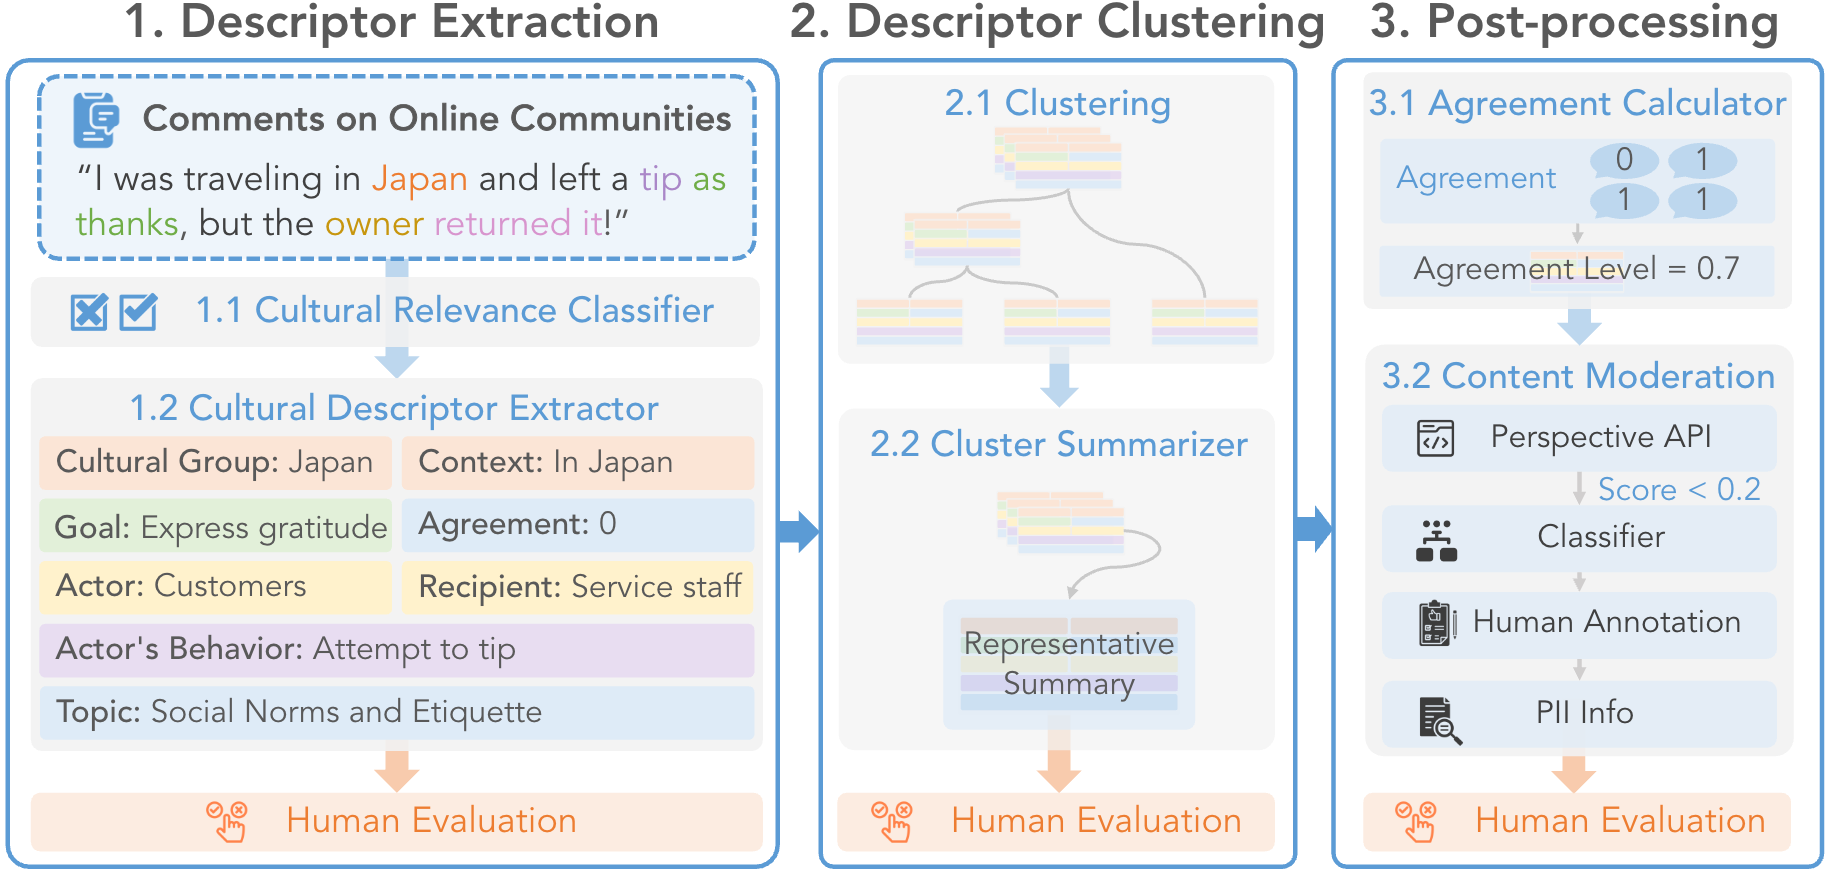 1. Descriptor Extraction
Comments on Online Communities
“I was traveling in Japan and left a tip as
thanks, but the owner returned it!”
1.1 Cultural Relevance Classifier
1.2 Cultural Descriptor Extractor
Cultural Group: Japan
Context: In Japan
Goal: Express gratitude
Agreement: 0
Actor: Customers
Recipient: Service staff
Actor's Behavior: Attempt to tip
Topic: Social Norms and Etiquette
Human Evaluation
2. Descriptor Clustering
2.1 Clustering
2.2 Cluster Summarizer
Representative
Summary
Human Evaluation
3. Post-processing
3.1 Agreement Calculator
Agreement
0 1
1 1
Agreement Level = 0.7
3.2 Content Moderation
Perspective API
Score < 0.2
Classifier
Human Annotation
PII Info
Human Evaluation